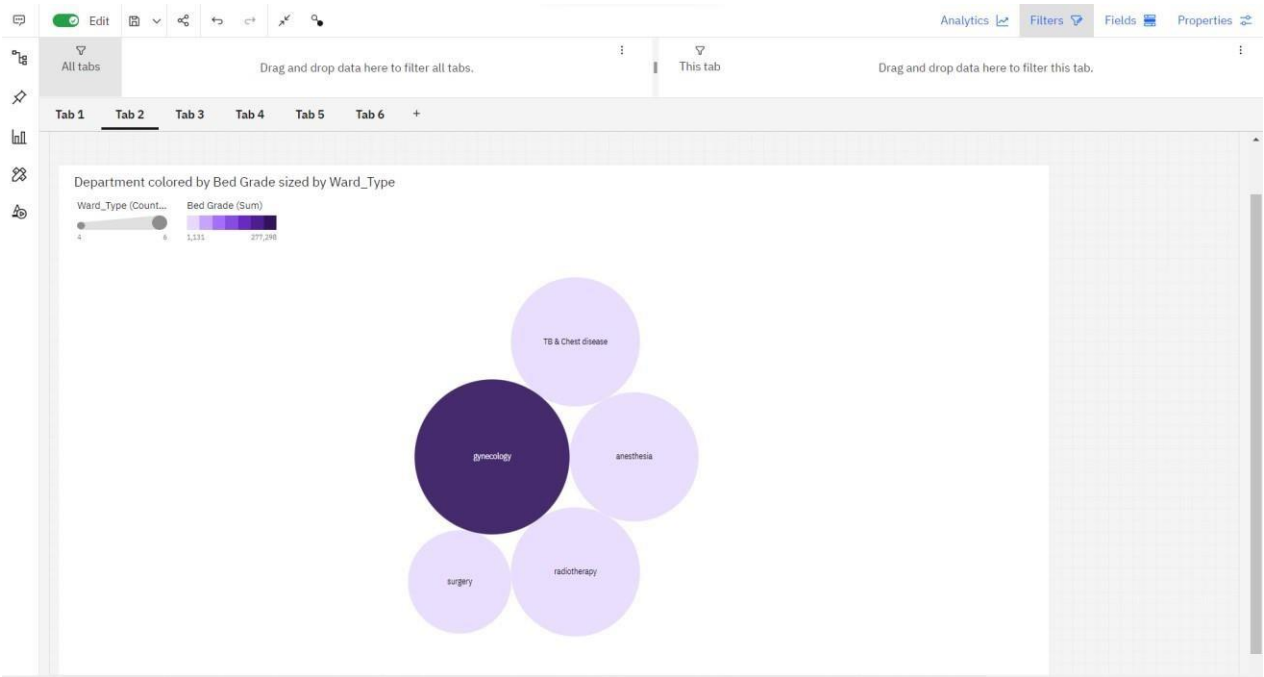 Edit
Analytics
Filters
Fields
Properties
All tabs
Drag and drop data here to filter all tabs.
This tab
Drag and drop data here to filter this tab.
Tab 1 Tab 2 Tab 3 Tab 4 Tab 5 Tab 6 +
Department colored by Bed Grade sized by Ward_Type
Ward_Type (Count... Bed Grade (Sum)
4 6 1,131 277,298
TB & Chest disease
gynecology
anesthesia
radiotherapy
surgery